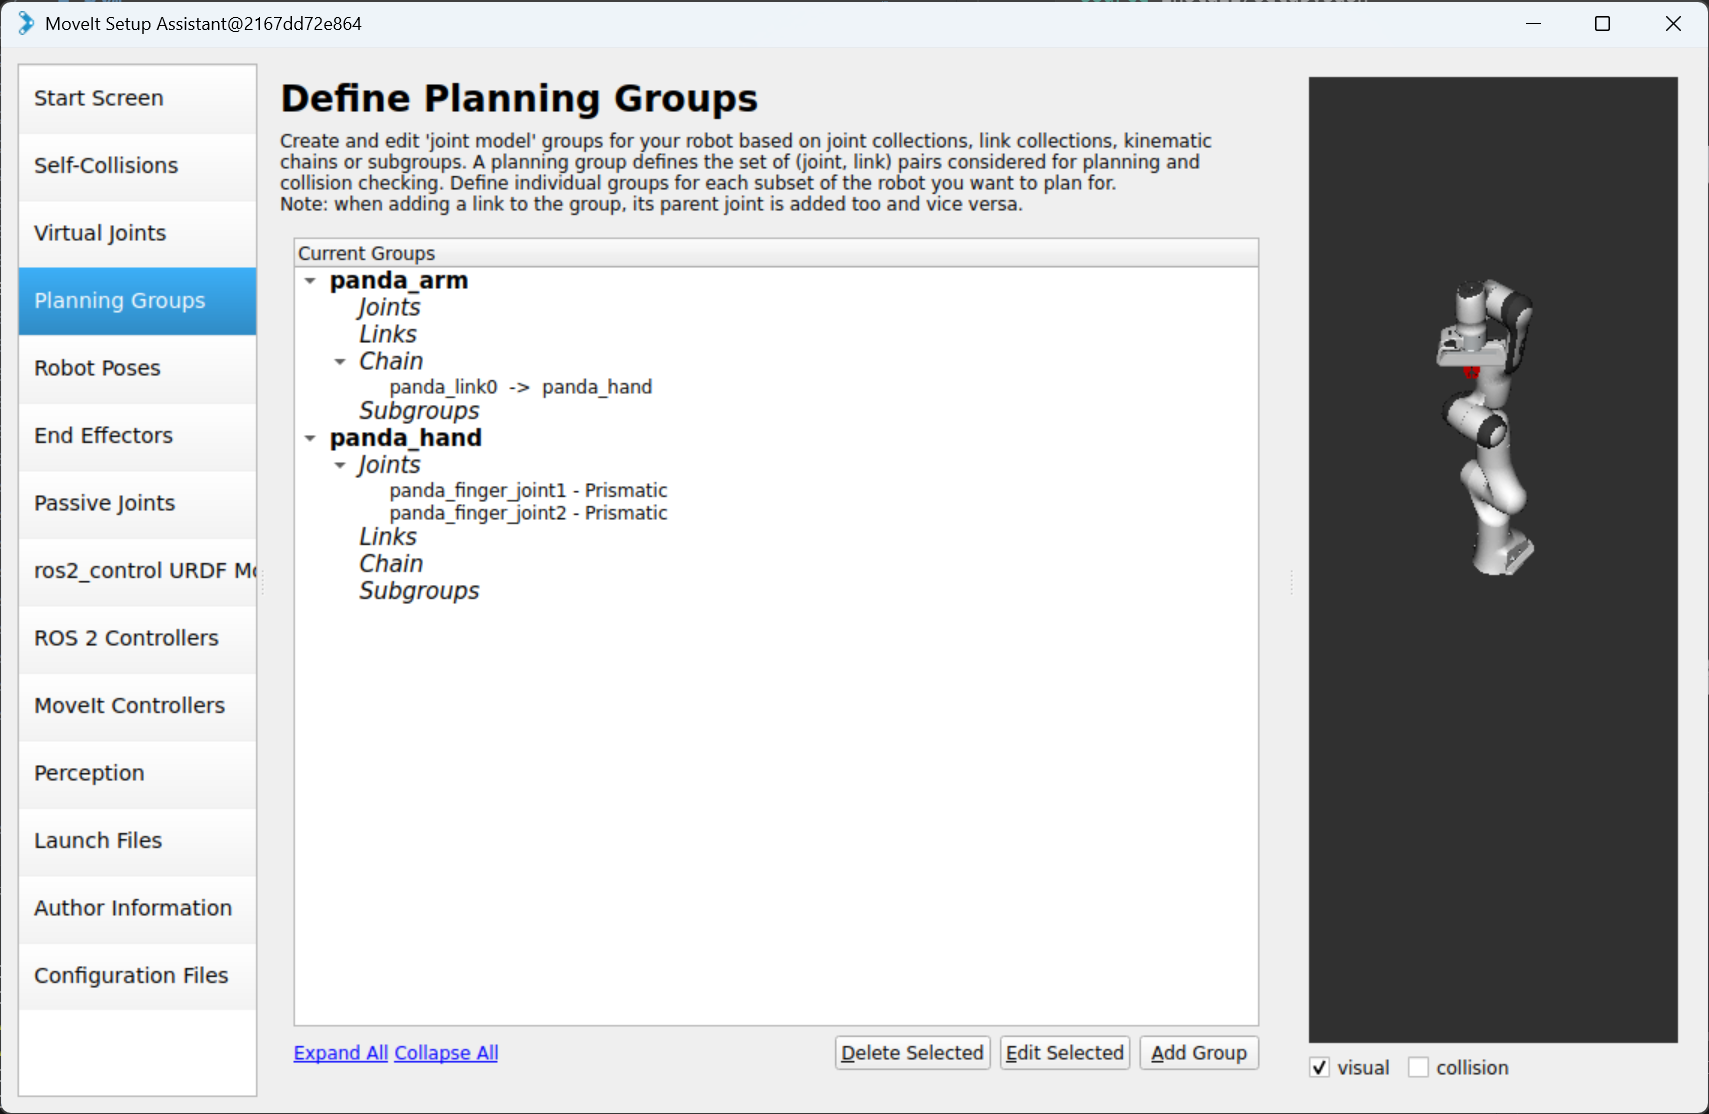 MoveIt Setup Assistant@2167dd72e864
Start Screen
Self-Collisions
Virtual Joints
Planning Groups
Robot Poses
End Effectors
Passive Joints
ros2_control URDF Mo
ROS 2 Controllers
MoveIt Controllers
Perception
Launch Files
Author Information
Configuration Files
Define Planning Groups
Create and edit 'joint model' groups for your robot based on joint collections, link collections, kinematic
chains or subgroups. A planning group defines the set of (joint, link) pairs considered for planning and
collision checking. Define individual groups for each subset of the robot you want to plan for.
Note: when adding a link to the group, its parent joint is added too and vice versa.
Current Groups
panda_arm
Joints
Links
Chain
panda_link0 -> panda_hand
Subgroups
panda_hand
Joints
panda_finger_joint1 - Prismatic
panda_finger_joint2 - Prismatic
Links
Chain
Subgroups
Expand All Collapse All
Delete Selected Edit Selected Add Group
visual collision